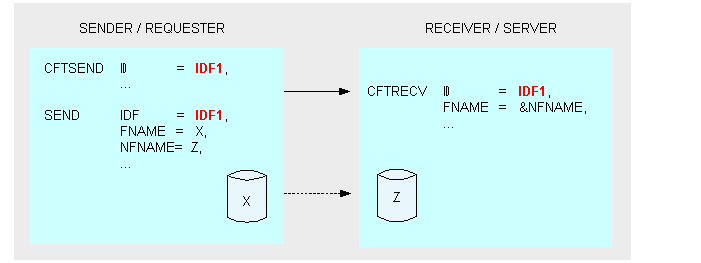 SENDER / REQUESTER
CFTSEND ID = IDF1,
...
SEND IDF = IDF1,
FNAME = X,
NFNAME= Z,
...
X
RECEIVER / SERVER
CFTRECV ID = IDF1,
FNAME = &NFNAME,
...
Z